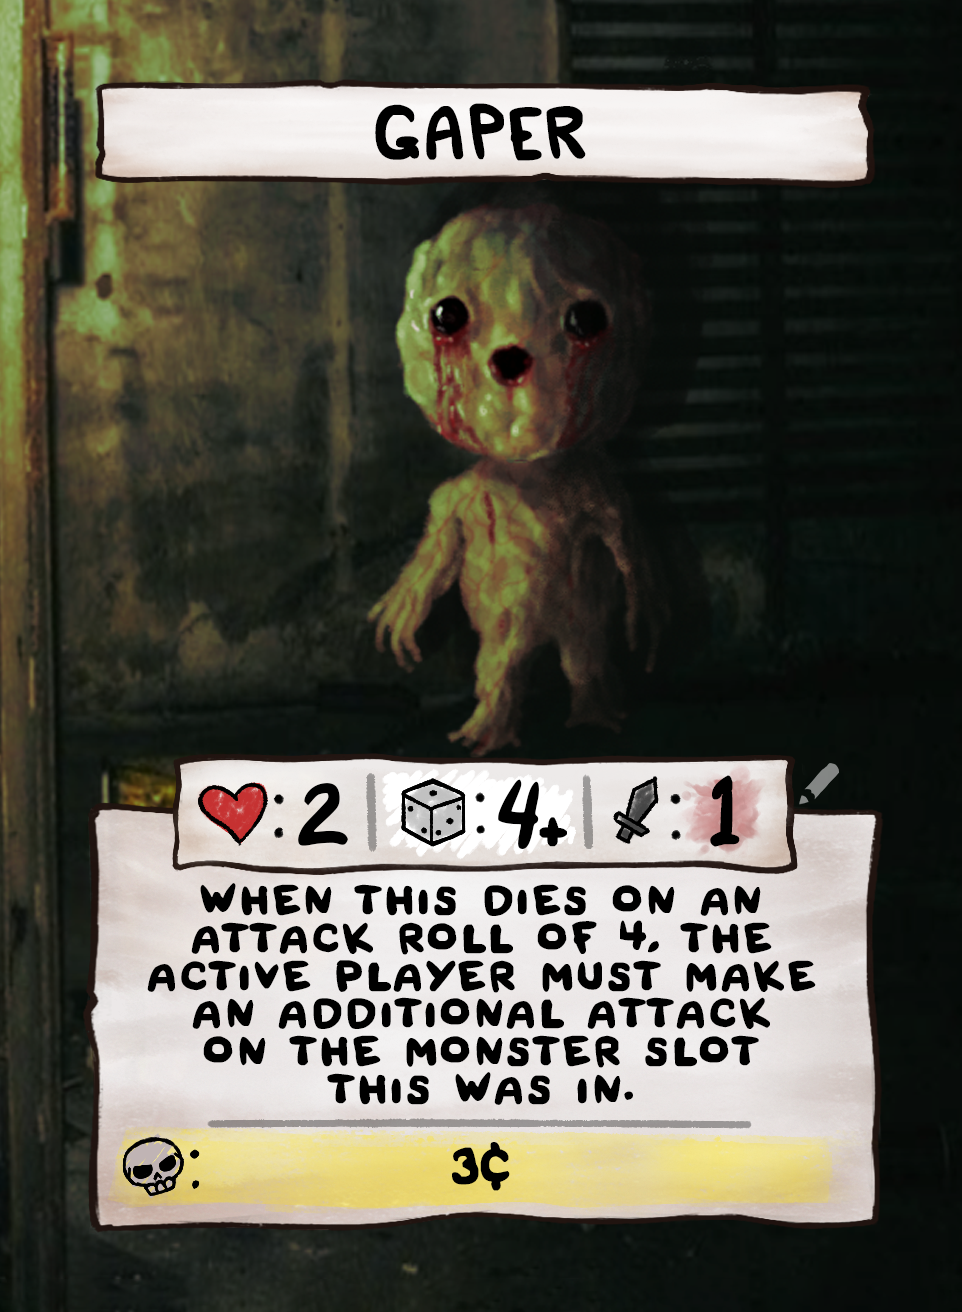 GAPER
: 2 : 4+ : 1
WHEN THIS DIES ON AN
ATTACK ROLL OF 4, THE
ACTIVE PLAYER MUST MAKE
AN ADDITIONAL ATTACK
ON THE MONSTER SLOT
THIS WAS IN.
: 3¢